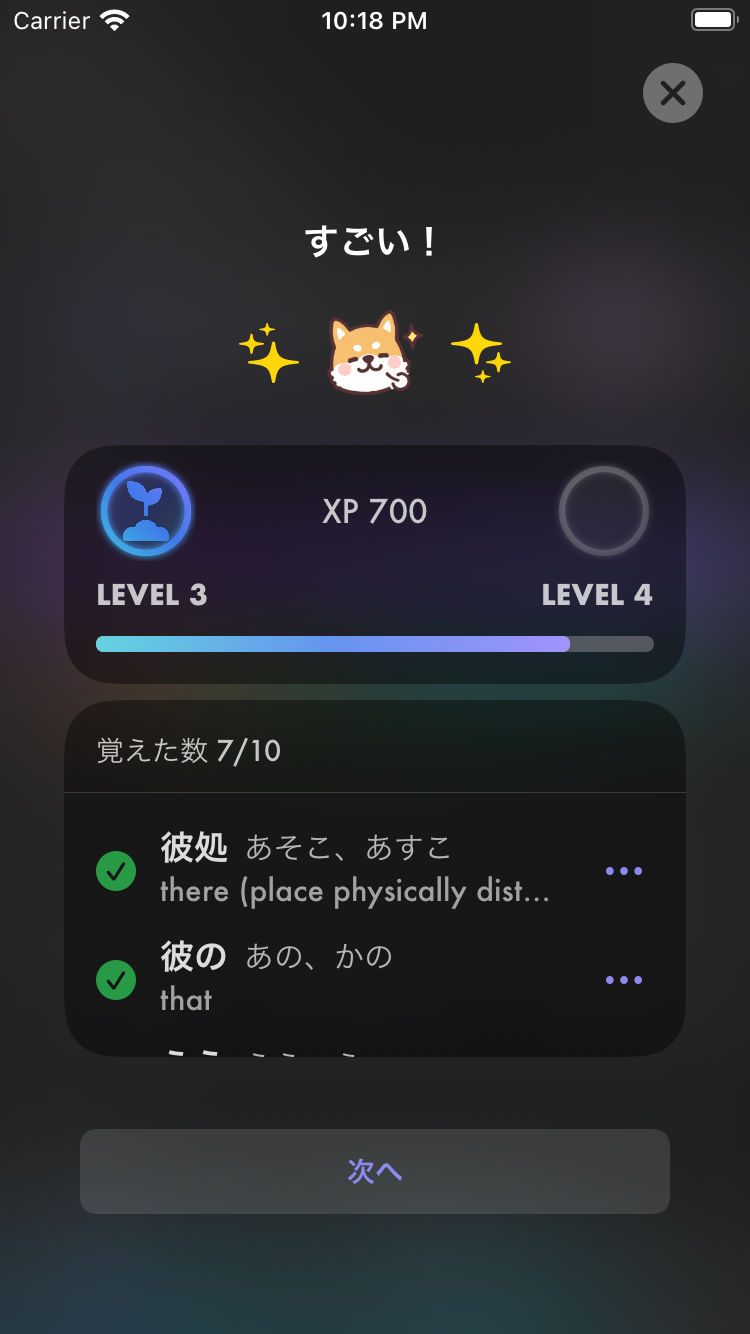 Carrier 10:18 PM
すごい！
XP 700
LEVEL 3 LEVEL 4
覚えた数 7/10
彼処 あそこ、あすこ
there (place physically dist...
彼の あの、かの
that
次へ